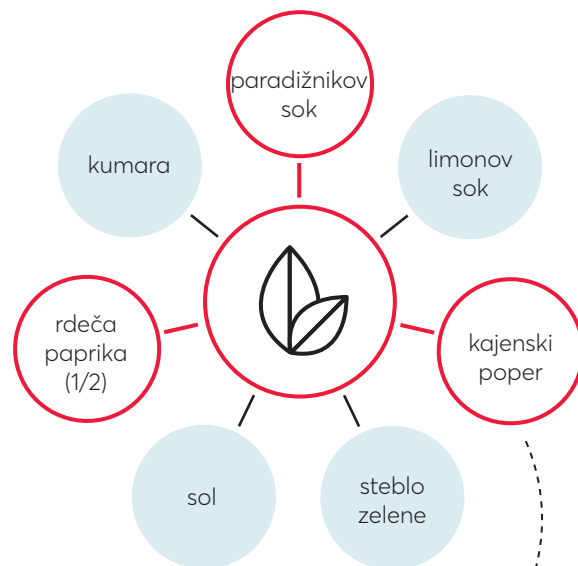 paradižnikov
sok
kumara
limonov
sok
rdeča
paprika
(1/2)
kajenski
poper
sol
steblo
zelene